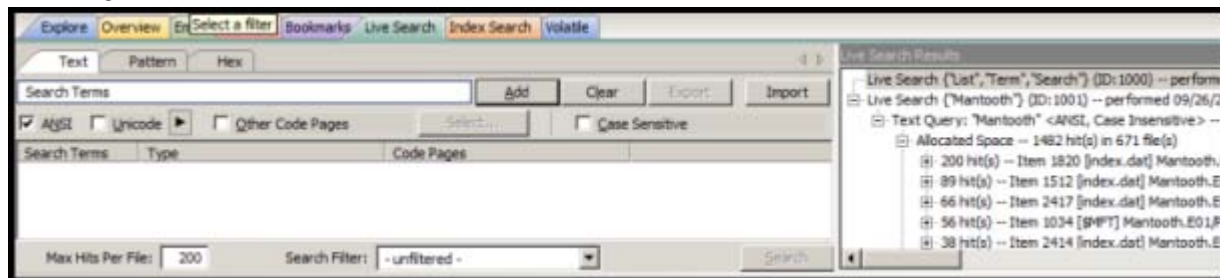 Explore Overview Select a filter Bookmarks Live Search Index Search Volatile
Text Pattern Hex
Search Terms Add Clear Export Import
ANSI Unicode Other Code Pages Select... Case Sensitive
Search Terms Type Code Pages
Max Hits Per File: 200 Search Filter: - unfiltered - Search
Live Search Results
Live Search {"List","Term","Search"} (ID:1000) -- perform
Live Search {"Mantooth"} (ID:1001) -- performed 09/26/2
Text Query: "Mantooth" <ANSI, Case Insensitive> --
Allocated Space -- 1482 hit(s) in 671 file(s)
200 hit(s) -- Item 1820 [index.dat] Mantooth.
89 hit(s) -- Item 1512 [index.dat] Mantooth.E
66 hit(s) -- Item 2417 [index.dat] Mantooth.E
56 hit(s) -- Item 1034 [$MFT] Mantooth.E01/F
38 hit(s) -- Item 2414 [index.dat] Mantooth.E